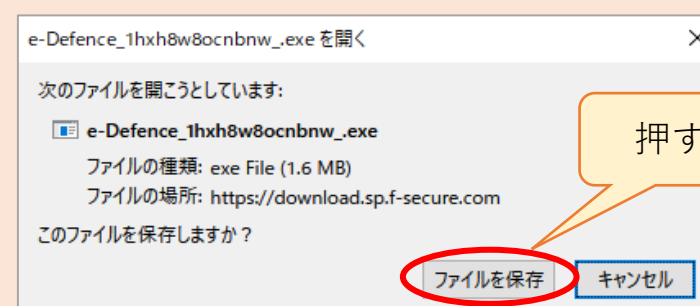 e-Defence_1hxh8w8ocnbnw_.exe を開く
次のファイルを開こうとしています:
e-Defence_1hxh8w8ocnbnw_.exe
ファイルの種類: exe File (1.6 MB)
ファイルの場所: https://download.sp.f-secure.com
押す
このファイルを保存しますか？
ファイルを保存 キャンセル